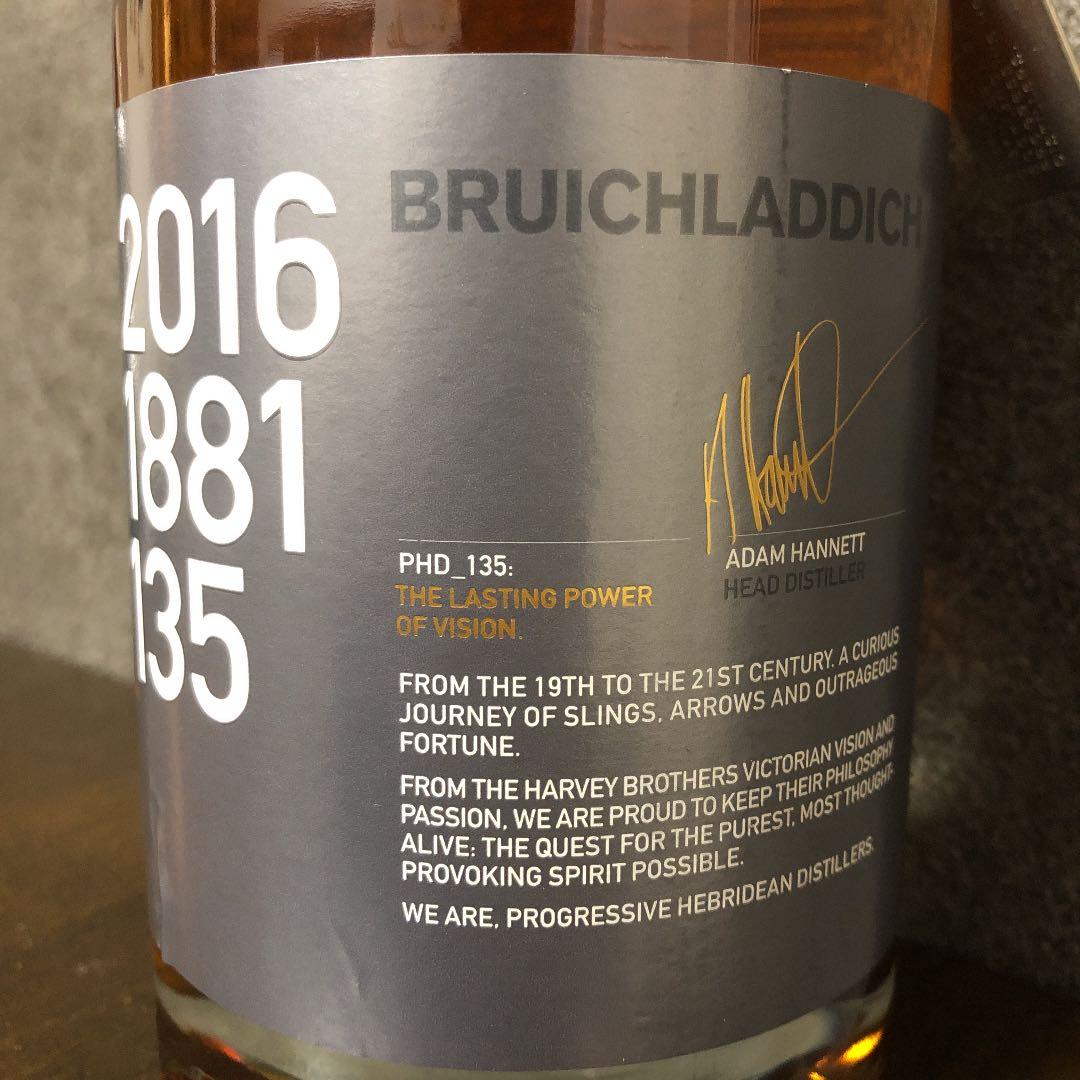 2016
1881
135
BRUICHLADDICH
ADAM HANNETT
HEAD DISTILLER
PHD_135:
THE LASTING POWER
OF VISION.
FROM THE 19TH TO THE 21ST CENTURY. A CURIOUS
JOURNEY OF SLINGS, ARROWS AND OUTRAGEOUS
FORTUNE.
FROM THE HARVEY BROTHERS VICTORIAN VISION AND
PASSION, WE ARE PROUD TO KEEP THEIR PHILOSOPHY
ALIVE: THE QUEST FOR THE PUREST, MOST THOUGHT-
PROVOKING SPIRIT POSSIBLE.
WE ARE, PROGRESSIVE HEBRIDEAN DISTILLERS.